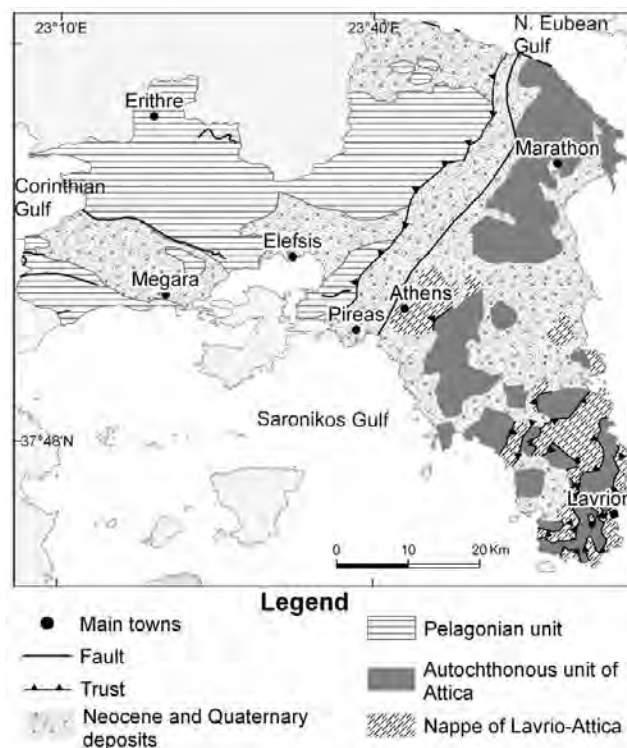 23°10'E
23°40'E
N. Eubean
Gulf
Erithre
Marathon
Corinthian
Gulf
Elefsis
Megara
Athens
Pireas
Saronikos Gulf
37°48'N
Lavrion
0 10 20 Km
Legend
Main towns
Fault
Trust
Neocene and Quaternary
deposits
Pelagonian unit
Autochthonous unit of
Attica
Nappe of Lavrio-Attica